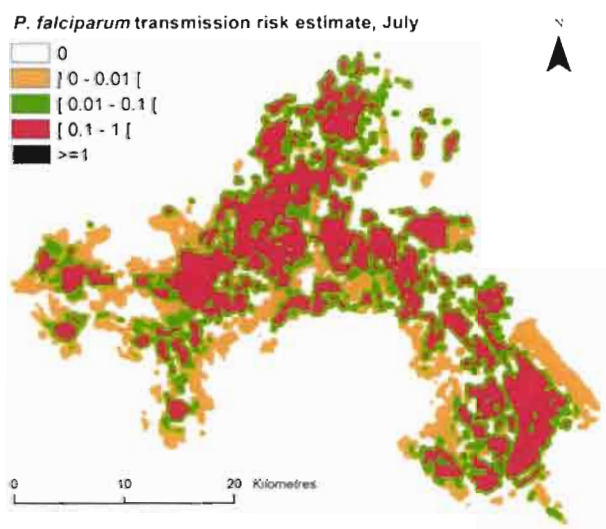 P. falciparum transmission risk estimate, July
N
0
] 0 - 0.01 [
[ 0.01 - 0.1 [
[ 0.1 - 1 [
>=1
0 10 20 Kilometres